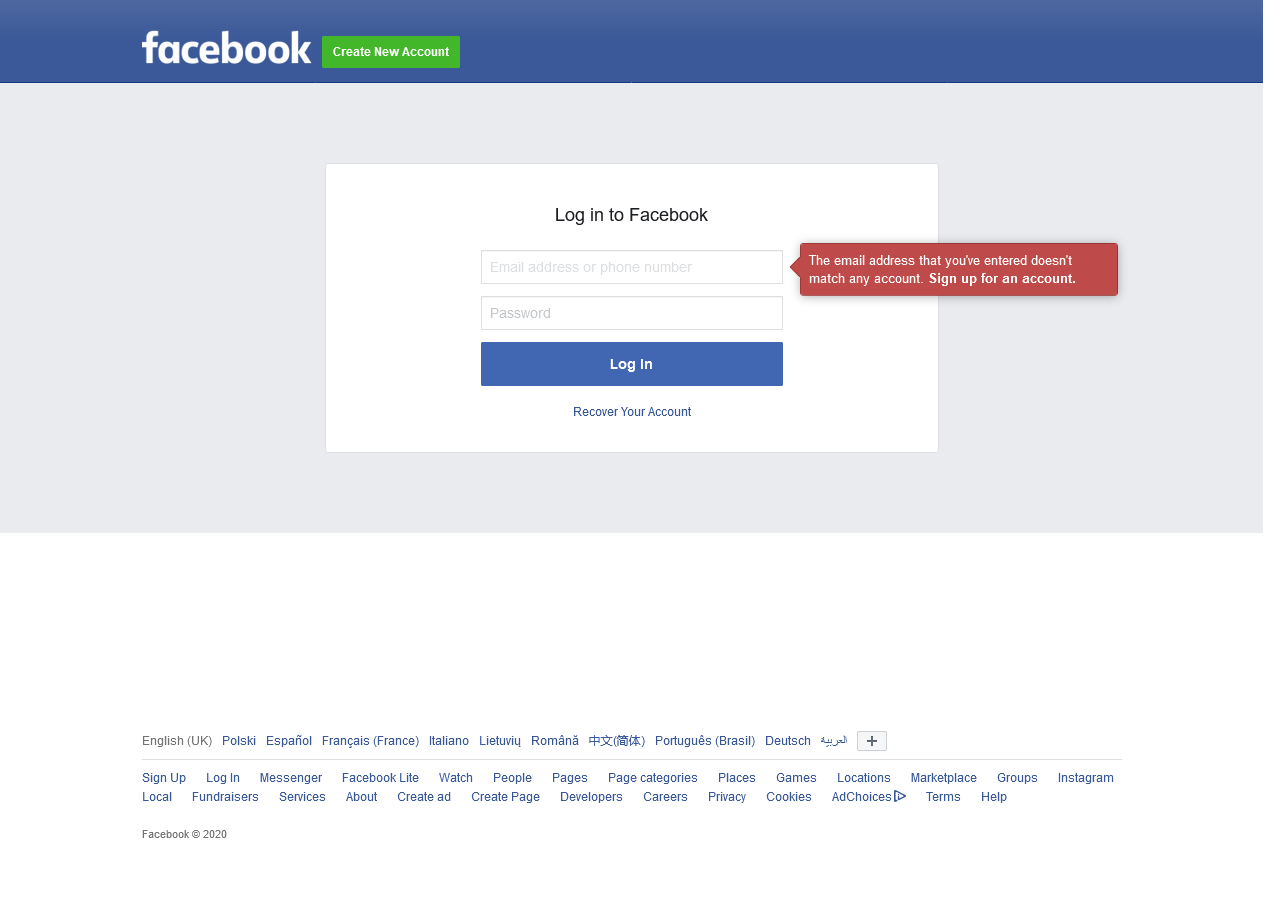 facebook
Create New Account
Log in to Facebook
Email address or phone number
The email address that you've entered doesn't
match any account. Sign up for an account.
Password
Log In
Recover Your Account
English (UK) Polski Español Français (France) Italiano Lietuvių Română 中文(简体) Português (Brasil) Deutsch العربية
Sign Up Log In Messenger Facebook Lite Watch People Pages Page categories Places Games Locations Marketplace Groups Instagram
Local Fundraisers Services About Create ad Create Page Developers Careers Privacy Cookies AdChoices Terms Help
Facebook © 2020